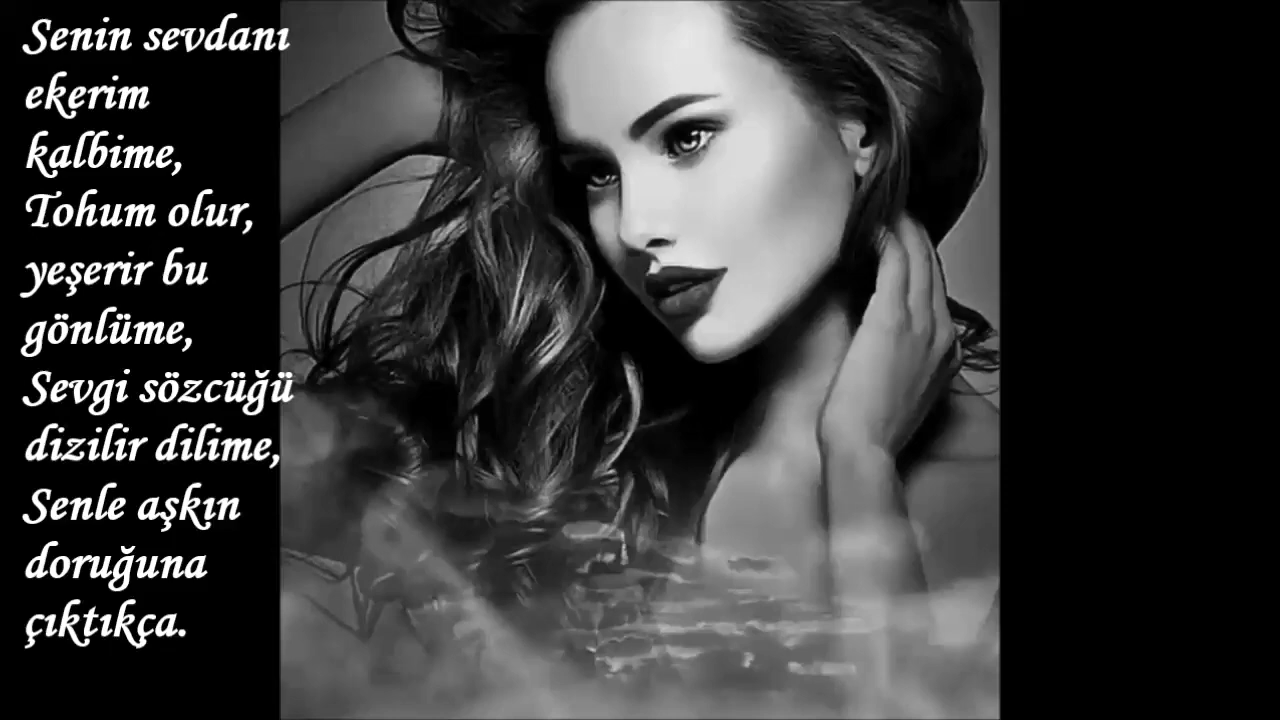 Senin sevdanı
ekerim
kalbime,
Tohum olur,
yeşerir bu
gönlüme,
Sevgi sözcüğü
dizilir dilime,
Senle aşkın
doruğuna
çıktıkça.